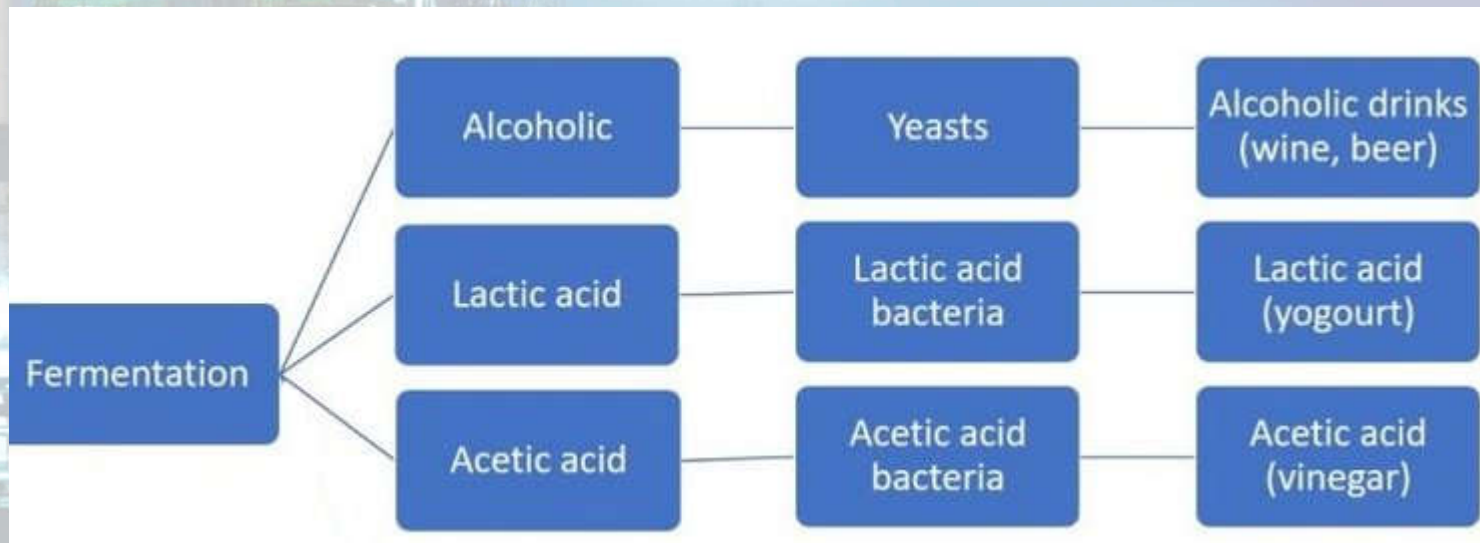 Fermentation
Alcoholic
Yeasts
Alcoholic drinks
(wine, beer)
Lactic acid
Lactic acid
bacteria
Lactic acid
(yogourt)
Acetic acid
Acetic acid
bacteria
Acetic acid
(vinegar)